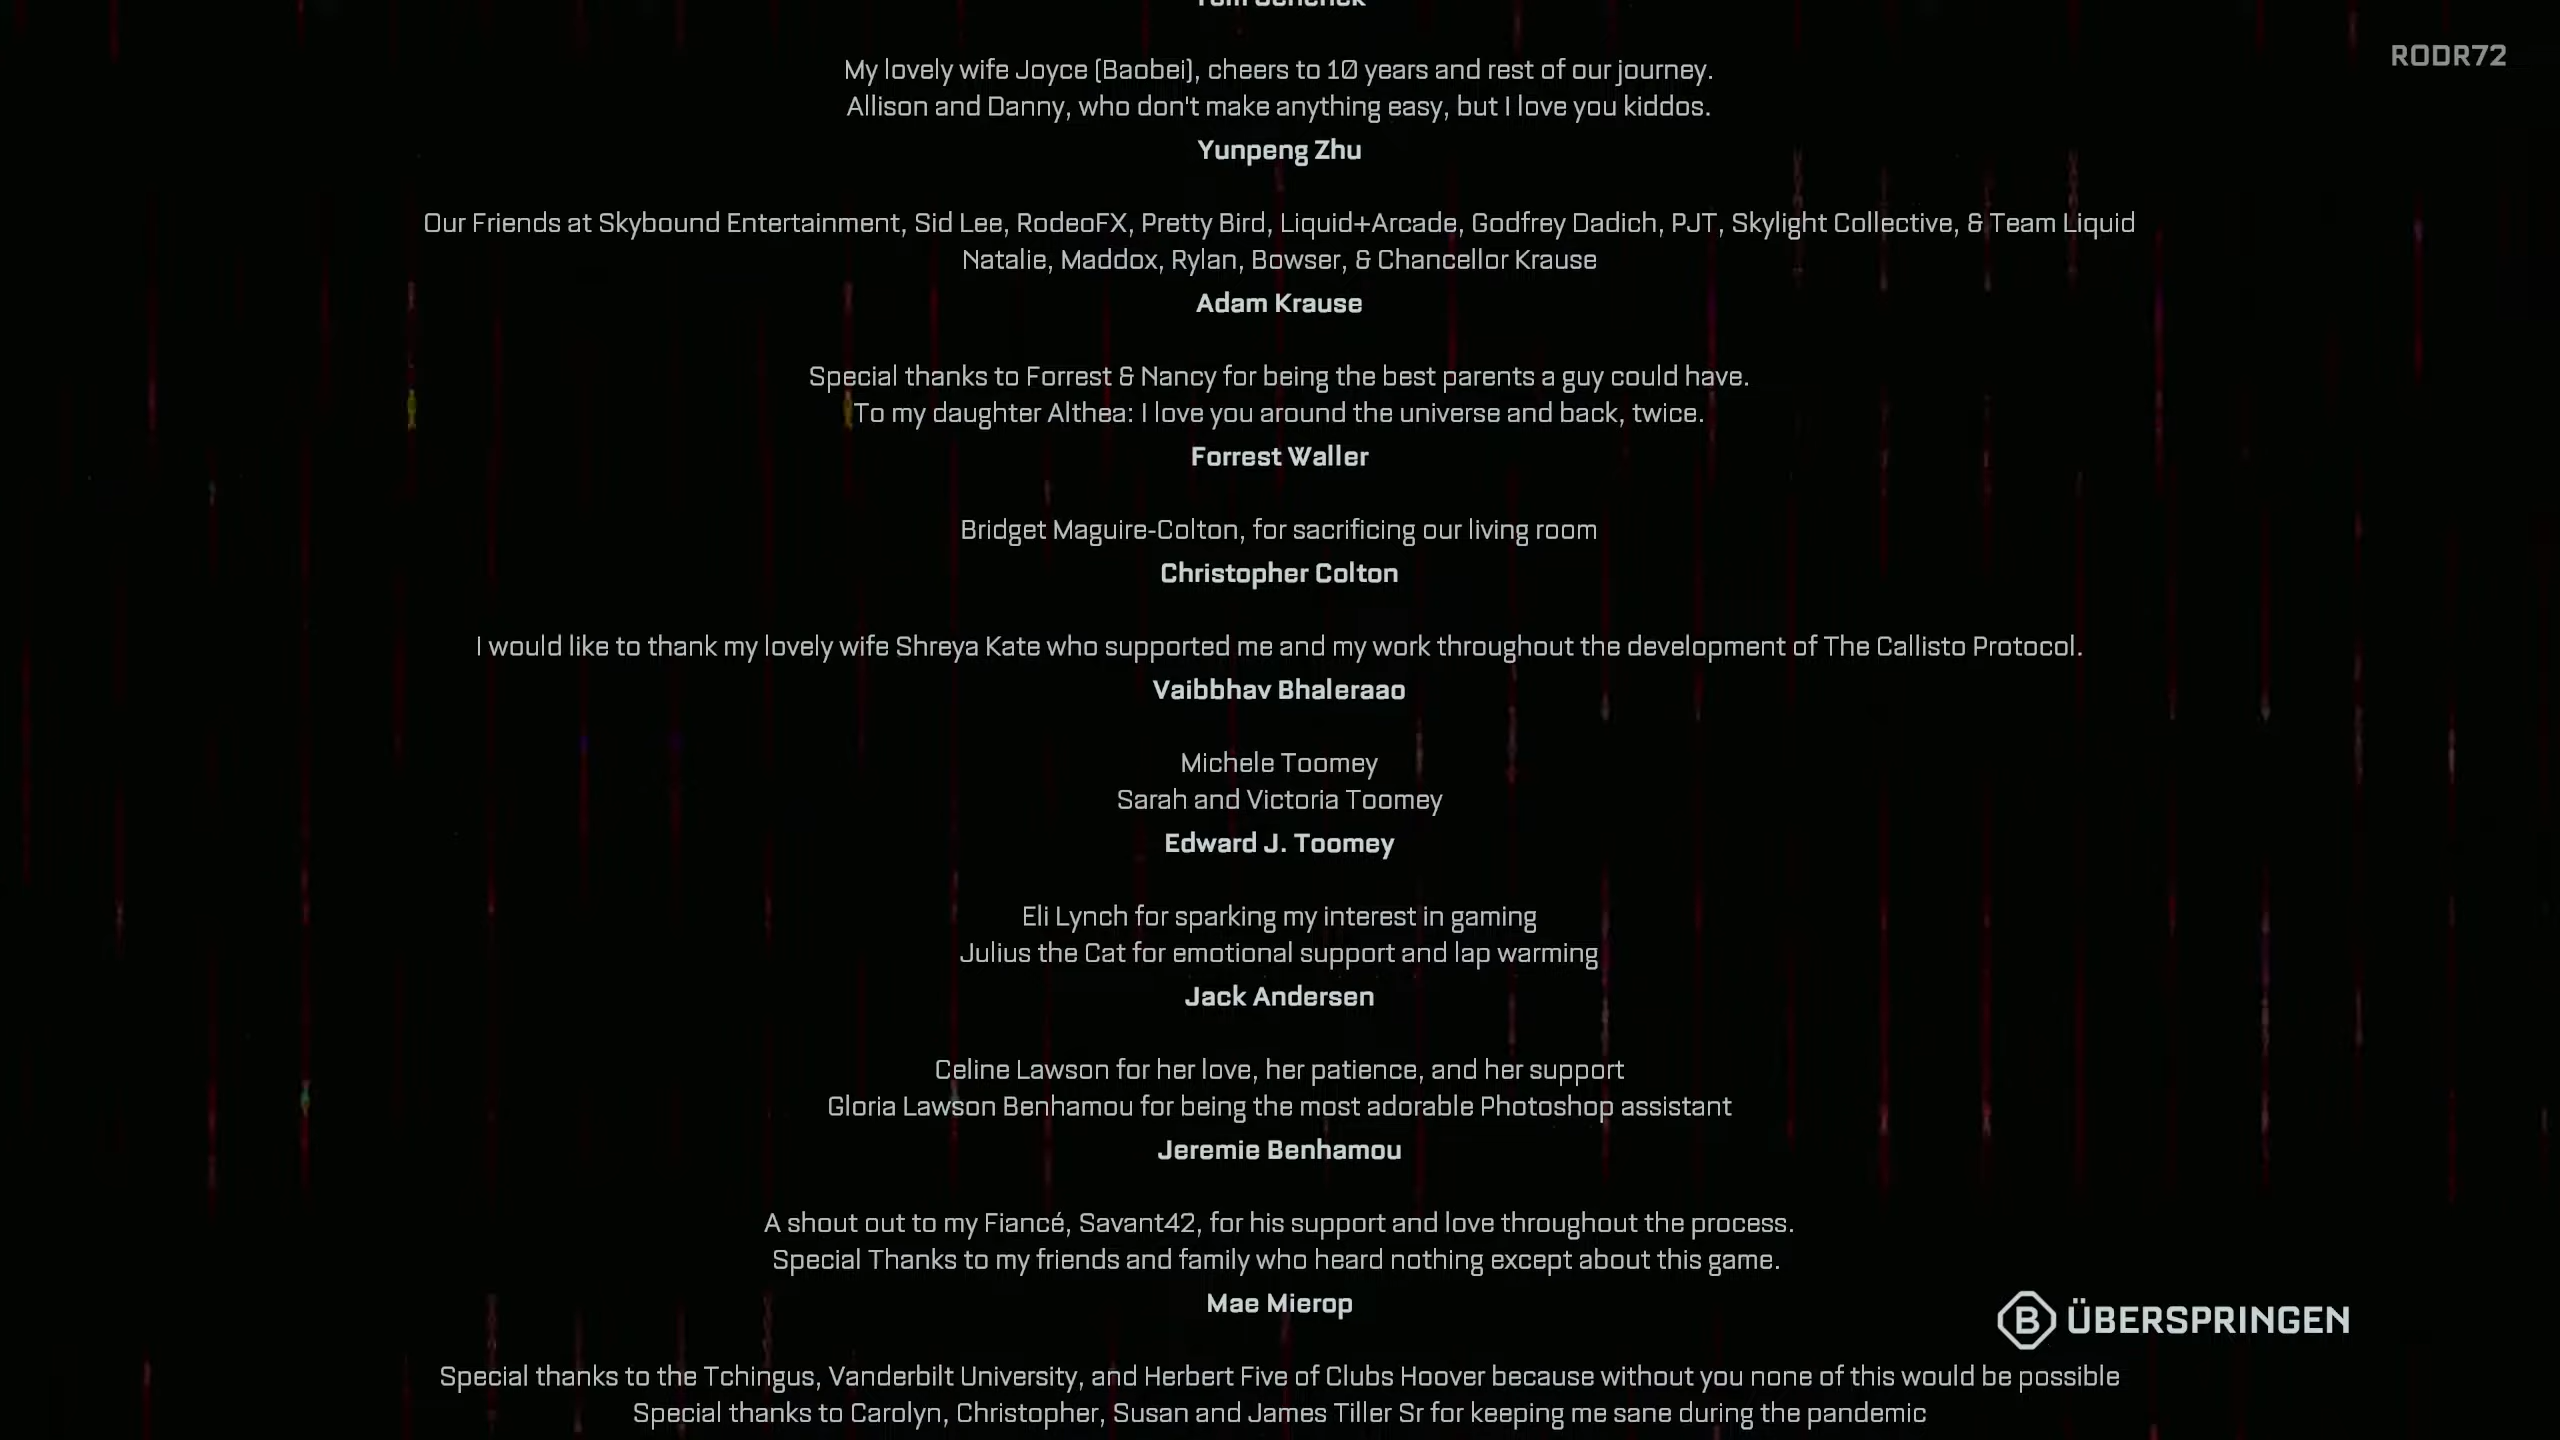 RODR72
My lovely wife Joyce (Baobei), cheers to 10 years and rest of our journey.
Allison and Danny, who don't make anything easy, but I love you kiddos.
Yunpeng Zhu
Our Friends at Skybound Entertainment, Sid Lee, RodeoFX, Pretty Bird, Liquid+Arcade, Godfrey Dadich, PJT, Skylight Collective, & Team Liquid
Natalie, Maddox, Rylan, Bowser, & Chancellor Krause
Adam Krause
Special thanks to Forrest & Nancy for being the best parents a guy could have.
To my daughter Althea: I love you around the universe and back, twice.
Forrest Waller
Bridget Maguire-Colton, for sacrificing our living room
Christopher Colton
I would like to thank my lovely wife Shreya Kate who supported me and my work throughout the development of The Callisto Protocol.
Vaibbhav Bhaleraao
Michele Toomey
Sarah and Victoria Toomey
Edward J. Toomey
Eli Lynch for sparking my interest in gaming
Julius the Cat for emotional support and lap warming
Jack Andersen
Celine Lawson for her love, her patience, and her support
Gloria Lawson Benhamou for being the most adorable Photoshop assistant
Jeremie Benhamou
A shout out to my Fiancé, Savant42, for his support and love throughout the process.
Special Thanks to my friends and family who heard nothing except about this game.
Mae Mierop
B ÜBERSPRINGEN
Special thanks to the Tchingus, Vanderbilt University, and Herbert Five of Clubs Hoover because without you none of this would be possible
Special thanks to Carolyn, Christopher, Susan and James Tiller Sr for keeping me sane during the pandemic